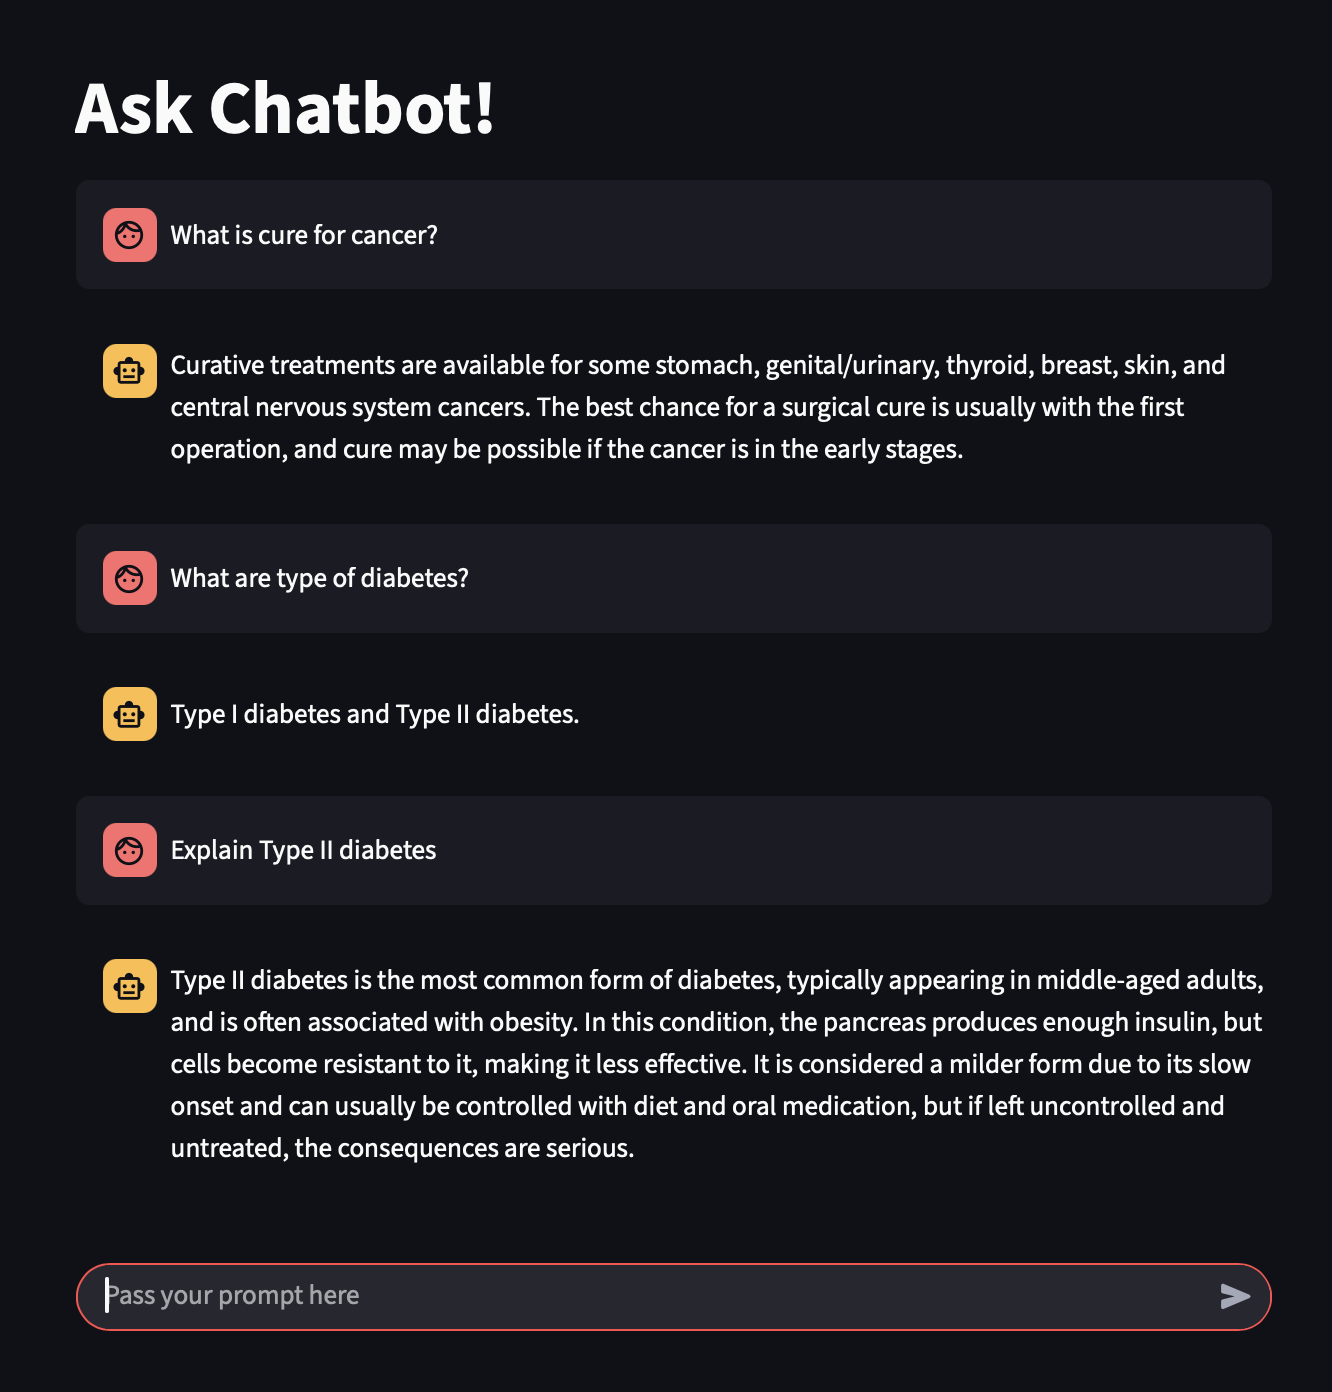 Ask Chatbot!
What is cure for cancer?
Curative treatments are available for some stomach, genital/urinary, thyroid, breast, skin, and
central nervous system cancers. The best chance for a surgical cure is usually with the first
operation, and cure may be possible if the cancer is in the early stages.
What are type of diabetes?
Type I diabetes and Type II diabetes.
Explain Type II diabetes
Type II diabetes is the most common form of diabetes, typically appearing in middle-aged adults,
and is often associated with obesity. In this condition, the pancreas produces enough insulin, but
cells become resistant to it, making it less effective. It is considered a milder form due to its slow
onset and can usually be controlled with diet and oral medication, but if left uncontrolled and
untreated, the consequences are serious.
Pass your prompt here